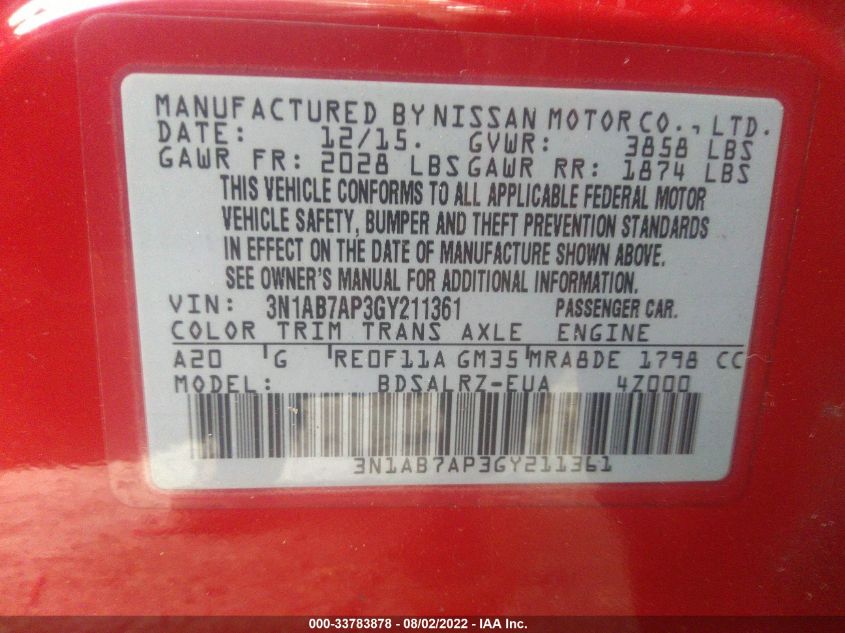 MANUFACTURED BY NISSAN MOTOR CO., LTD.
DATE: 12/15. GVWR: 3858 LBS
GAWR FR: 2028 LBS GAWR RR: 1874 LBS
THIS VEHICLE CONFORMS TO ALL APPLICABLE FEDERAL MOTOR
VEHICLE SAFETY, BUMPER AND THEFT PREVENTION STANDARDS
IN EFFECT ON THE DATE OF MANUFACTURE SHOWN ABOVE.
SEE OWNER'S MANUAL FOR ADDITIONAL INFORMATION.
VIN: 3N1AB7AP3GY211361 PASSENGER CAR.
COLOR TRIM TRANS AXLE ENGINE
A20 G RE0F11A GM35 MRA8DE 1798 CC
MODEL: BDSALRZ-EUA 4Z000
3N1AB7AP3GY211361
000-33783878 - 08/02/2022 - IAA Inc.